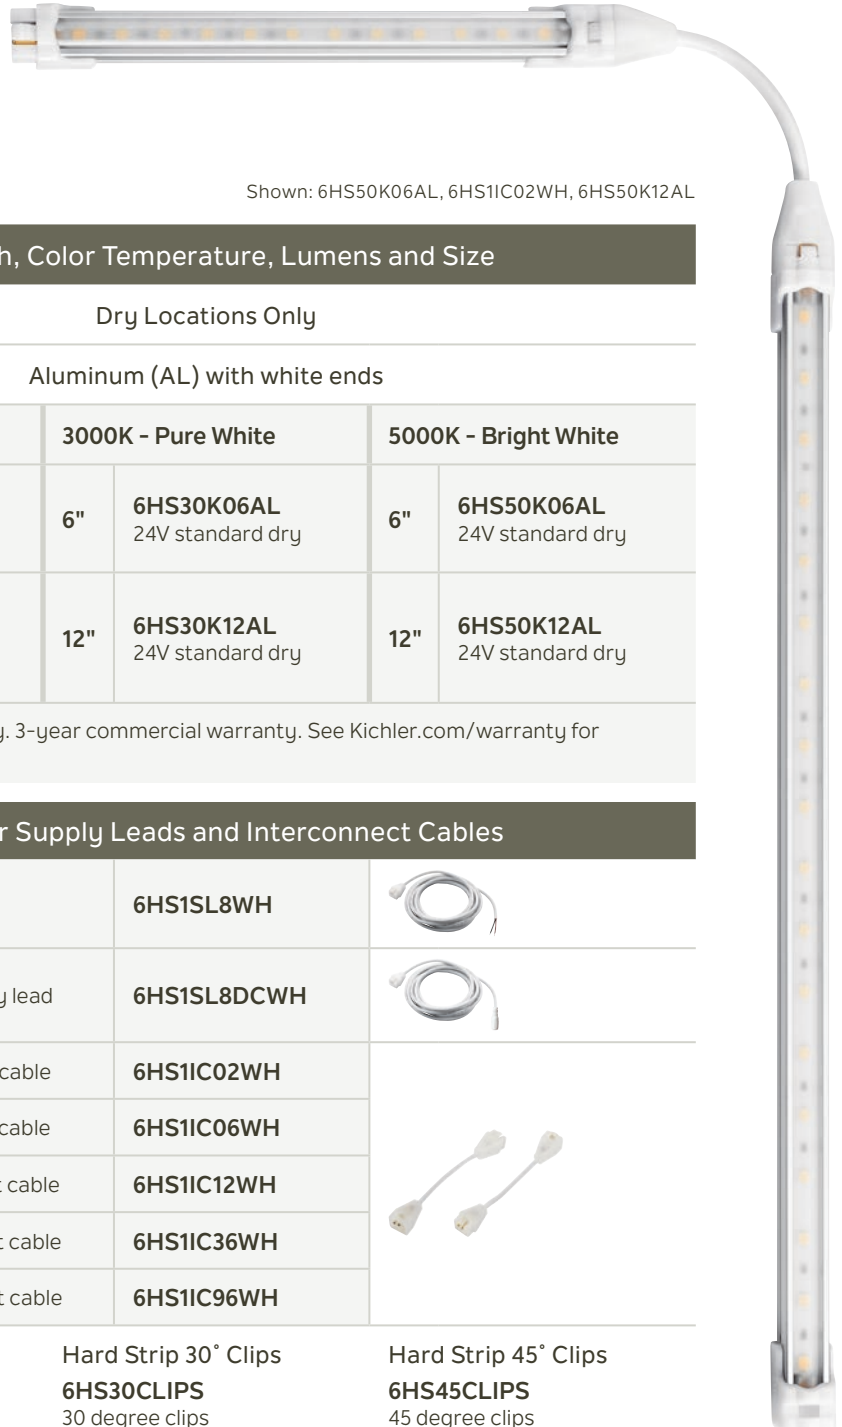 Shown: 6HS50K06AL, 6HS1IC02WH, 6HS50K12AL
h, Color Temperature, Lumens and Size
Dry Locations Only
Aluminum (AL) with white ends
3000K - Pure White
5000K - Bright White
6" 6HS30K06AL 6" 6HS50K06AL
24V standard dry 24V standard dry
12" 6HS30K12AL 12" 6HS50K12AL
24V standard dry 24V standard dry
y. 3-year commercial warranty. See Kichler.com/warranty for
r Supply Leads and Interconnect Cables
6HS1SL8WH
y lead 6HS1SL8DCWH
cable 6HS1IC02WH
cable 6HS1IC06WH
t cable 6HS1IC12WH
t cable 6HS1IC36WH
t cable 6HS1IC96WH
Hard Strip 30° Clips Hard Strip 45° Clips
6HS30CLIPS 6HS45CLIPS
30 degree clips 45 degree clips